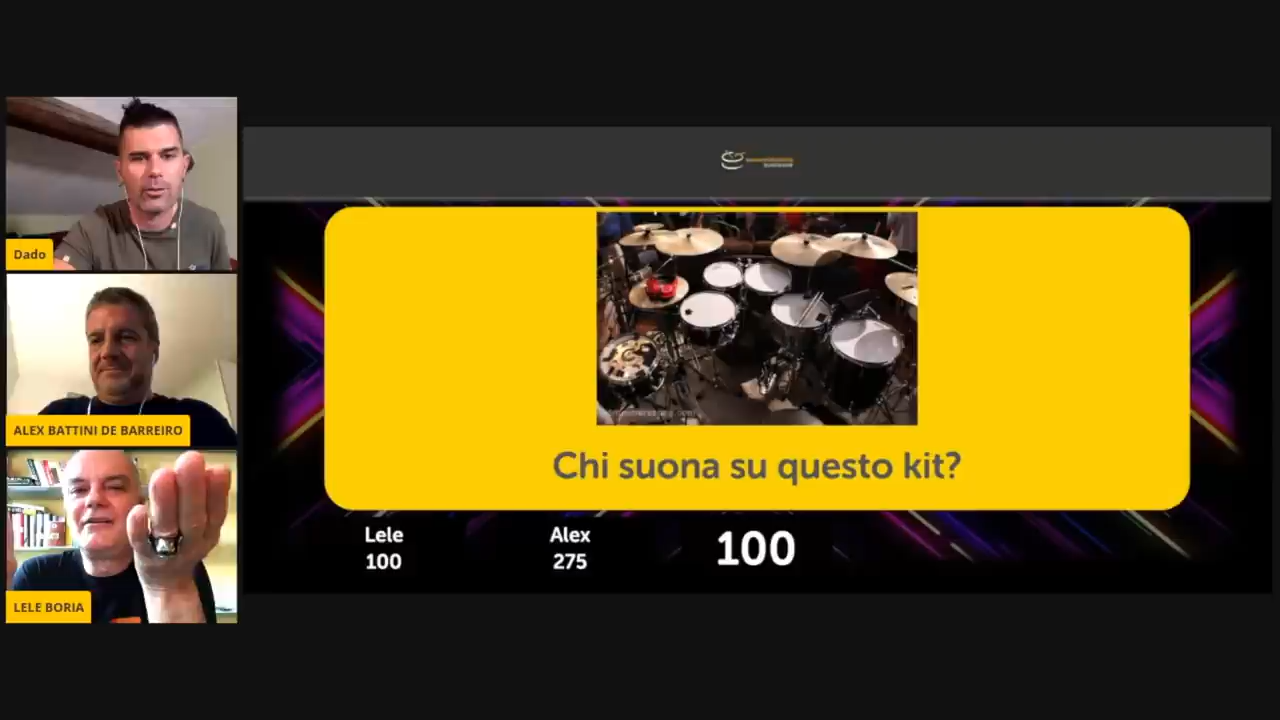 Dado
ALEX BATTINI DE BARREIRO
LELE BORIA
Chi suona su questo kit?
Lele
100
Alex
275
100